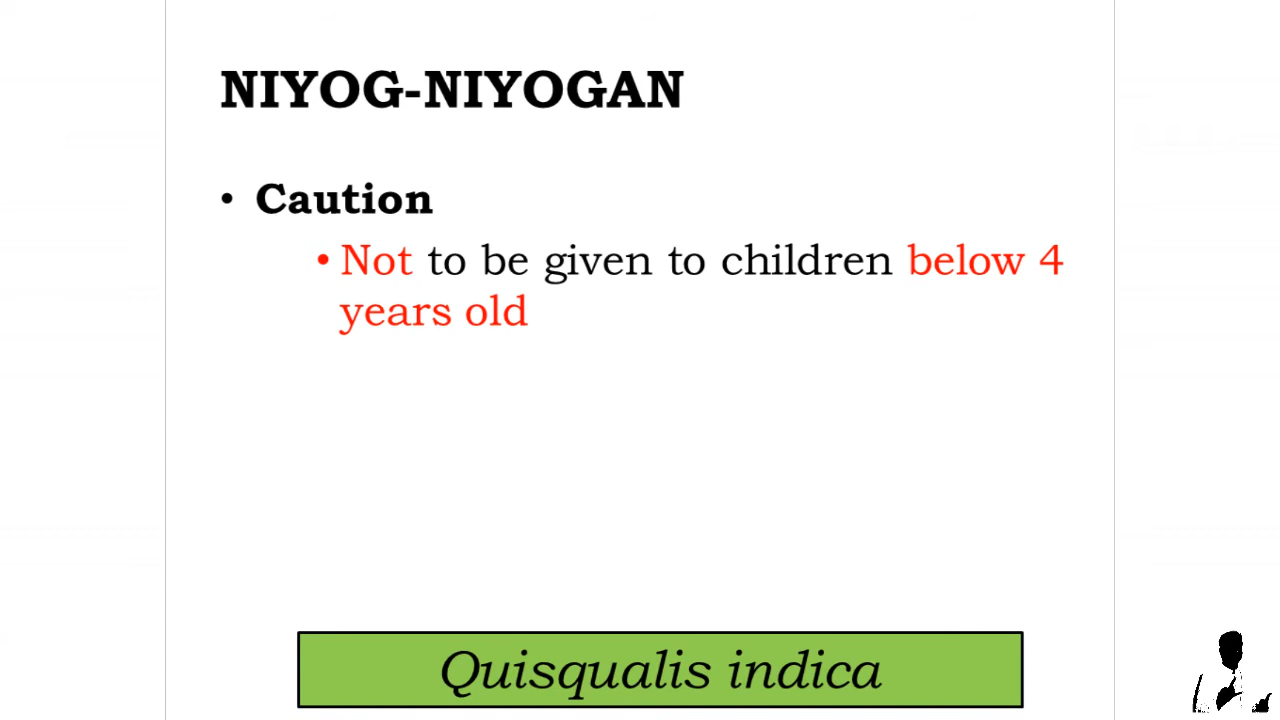 NIYOG-NIYOGAN
• Caution
• Not to be given to children below 4
years old
Quisqualis indica